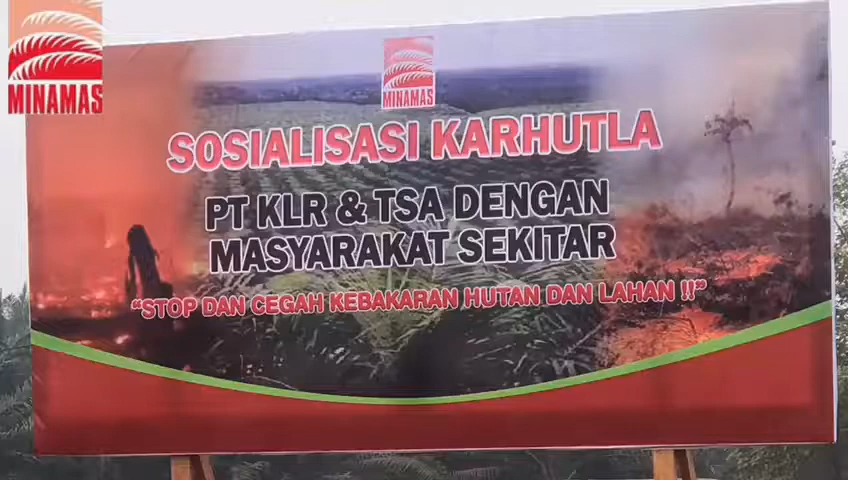 MINAMAS
MINAMAS
SOSIALISASI KARHUTLA
PT KLR & TSA DENGAN
MASYARAKAT SEKITAR
“STOP DAN CEGAH KEBAKARAN HUTAN DAN LAHAN !!”